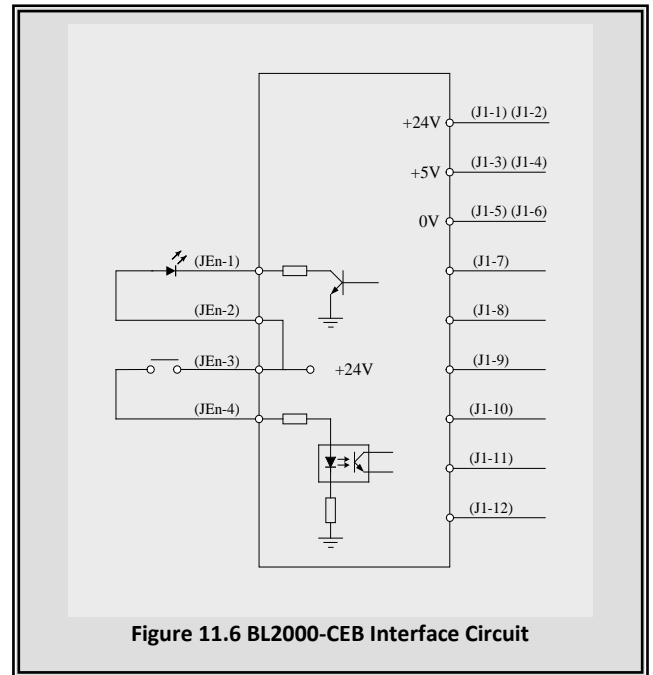 +24V (J1-1) (J1-2)
+5V (J1-3) (J1-4)
0V (J1-5) (J1-6)
(JEn-1) (J1-7)
(JEn-2) (J1-8)
(JEn-3) +24V (J1-9)
(JEn-4) (J1-10)
(J1-11)
(J1-12)
Figure 11.6 BL2000-CEB Interface Circuit